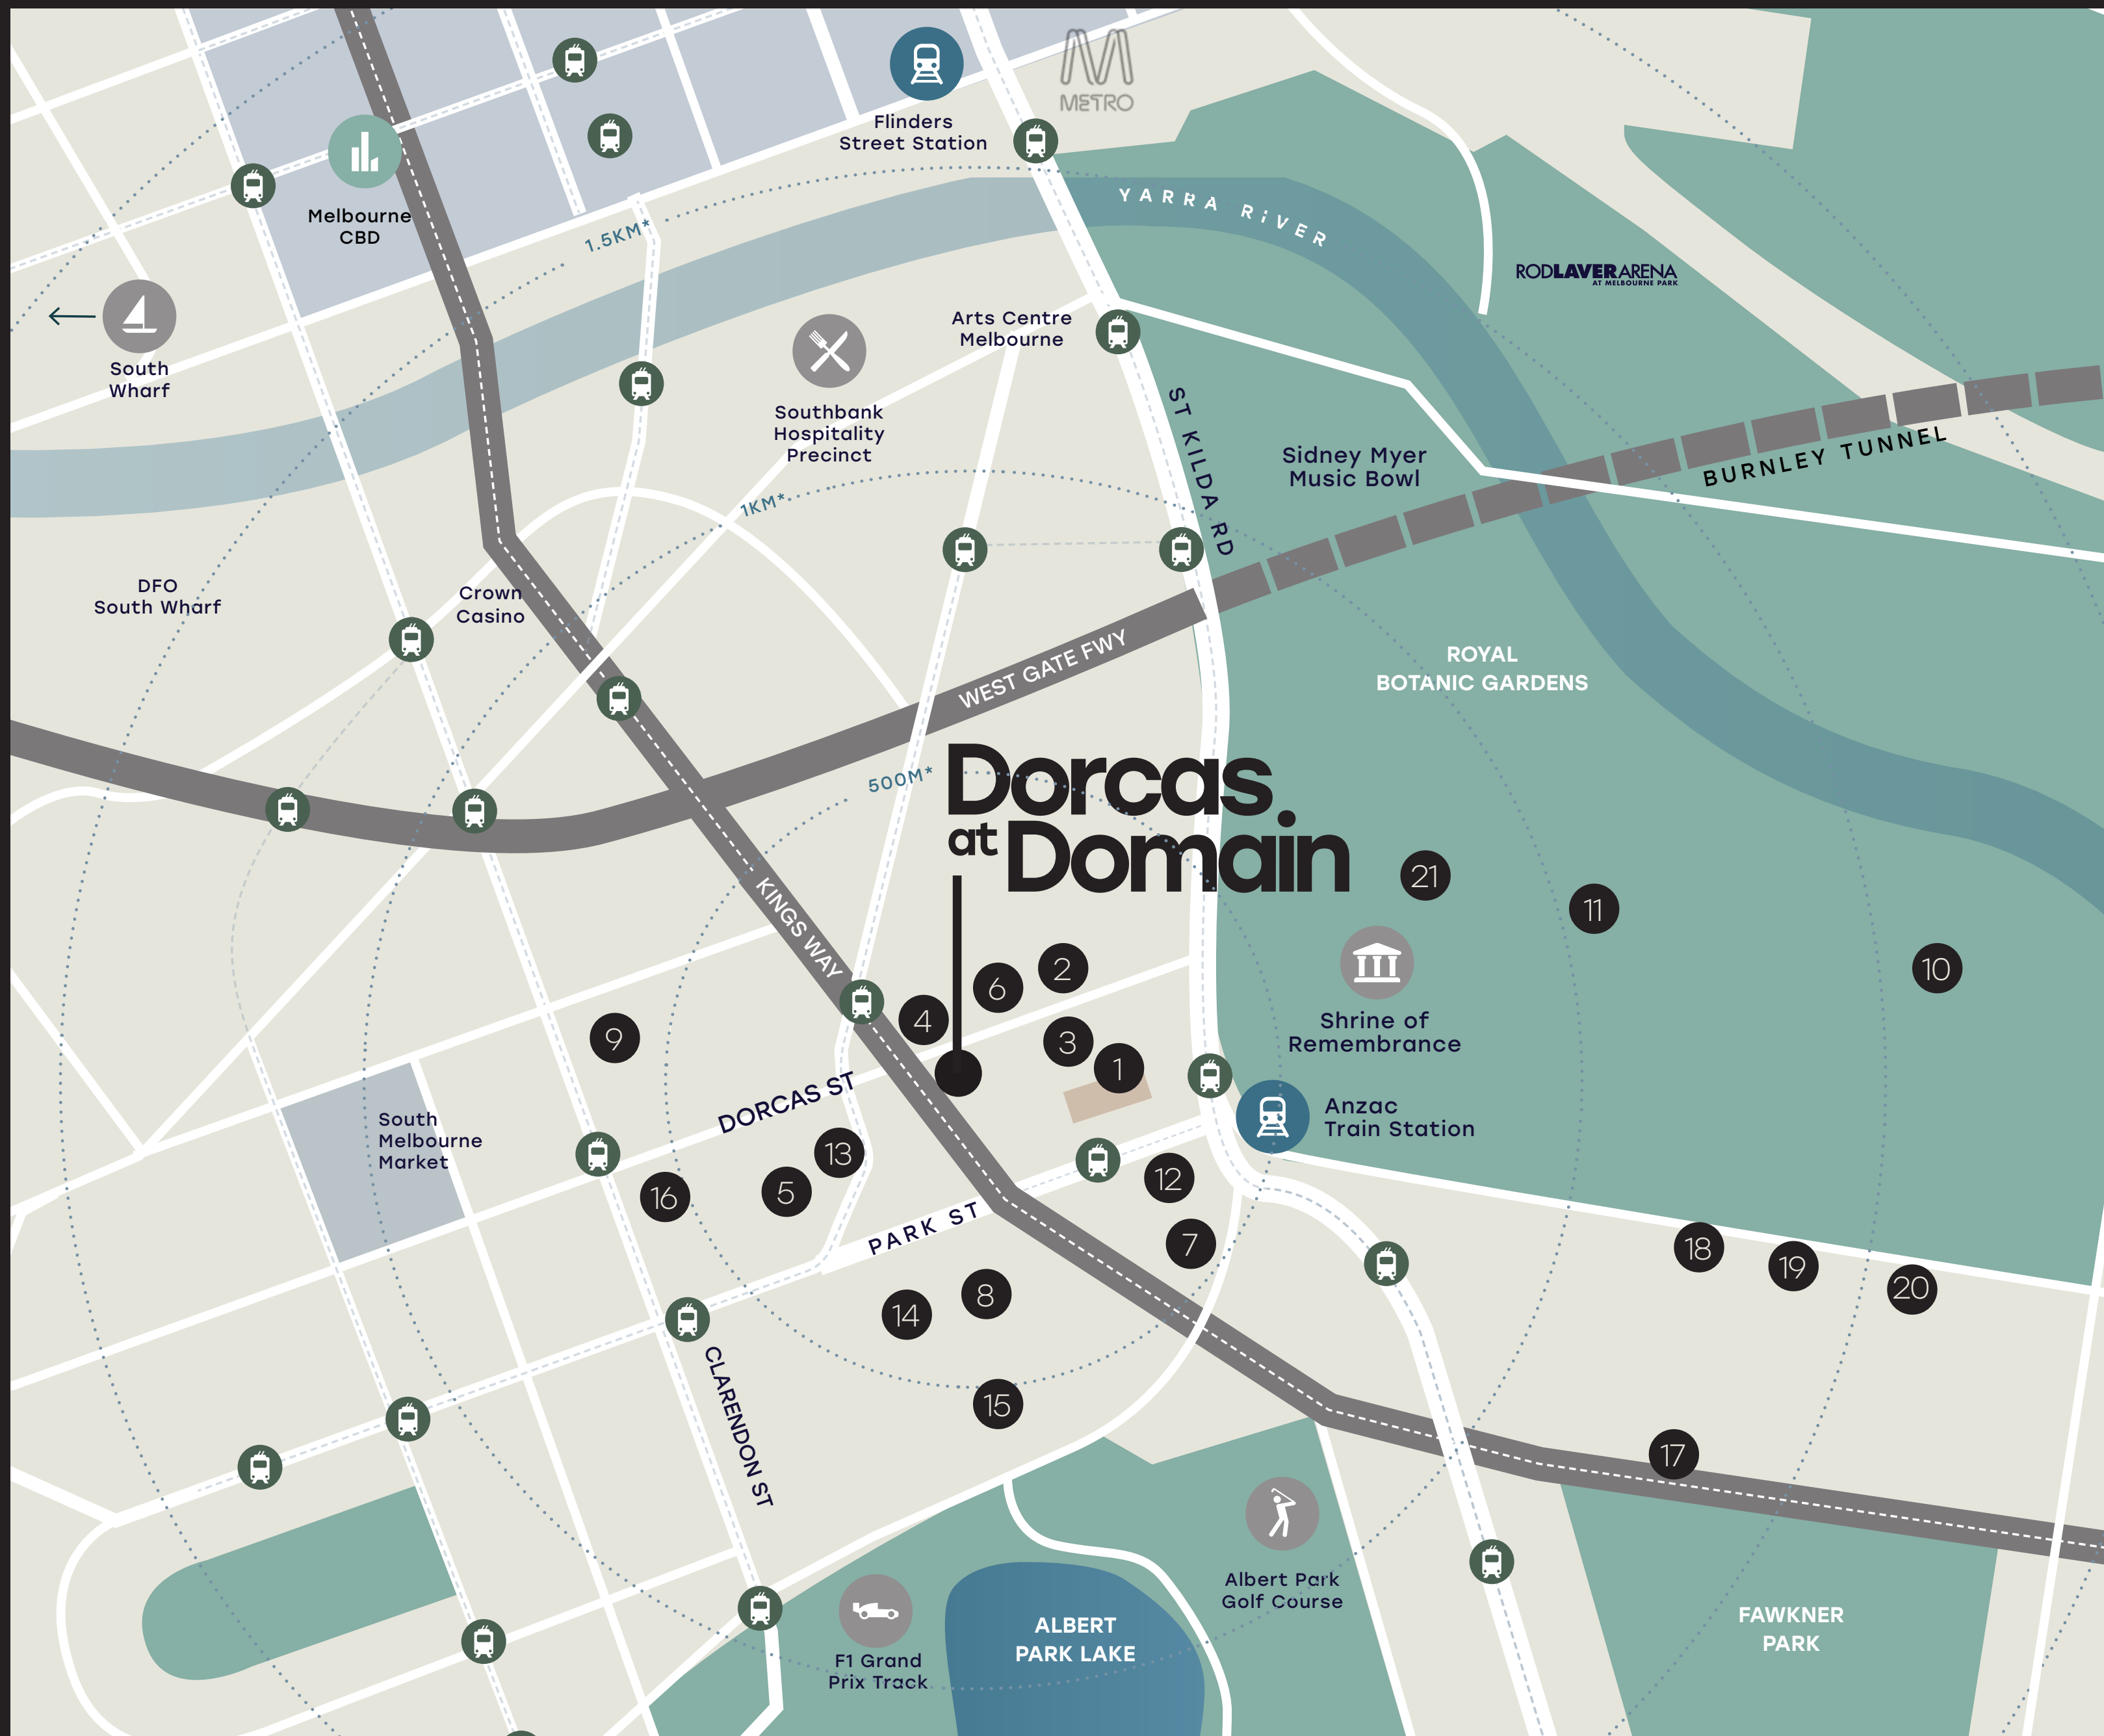 METRO
Flinders
Street Station
Melbourne
CBD
YARRA RiVER
1.5KM*
RODLAVERARENA
AT MELBOURNE PARK
South
Wharf
Arts Centre
Melbourne
Southbank
Hospitality
Precinct
ST KILDA RD
Sidney Myer
Music Bowl
BURNLEY TUNNEL
1KM*
DFO
South Wharf
Crown
Casino
WEST GATE FWY
ROYAL
BOTANIC GARDENS
500M*
Dorcas
at Domain
KINGS WAY
21
11
10
2
6
4
9
3
1
Shrine of
Remembrance
DORCAS ST
Anzac
Train Station
South
Melbourne
Market
13
5
16
12
7
PARK ST
18
19
20
8
14
15
CLARENDON ST
17
Albert Park
Golf Course
F1 Grand
Prix Track
ALBERT
PARK LAKE
FAWKNER
PARK